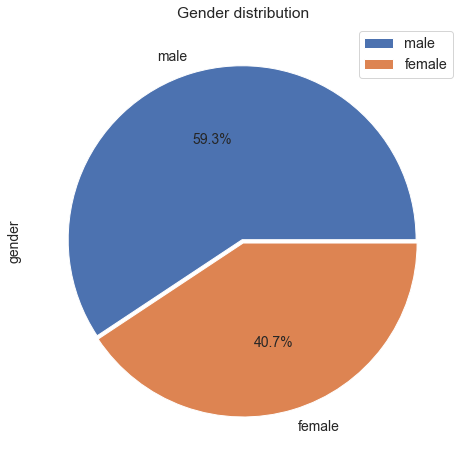 Gender distribution
male
female
male
59.3%
gender
40.7%
female